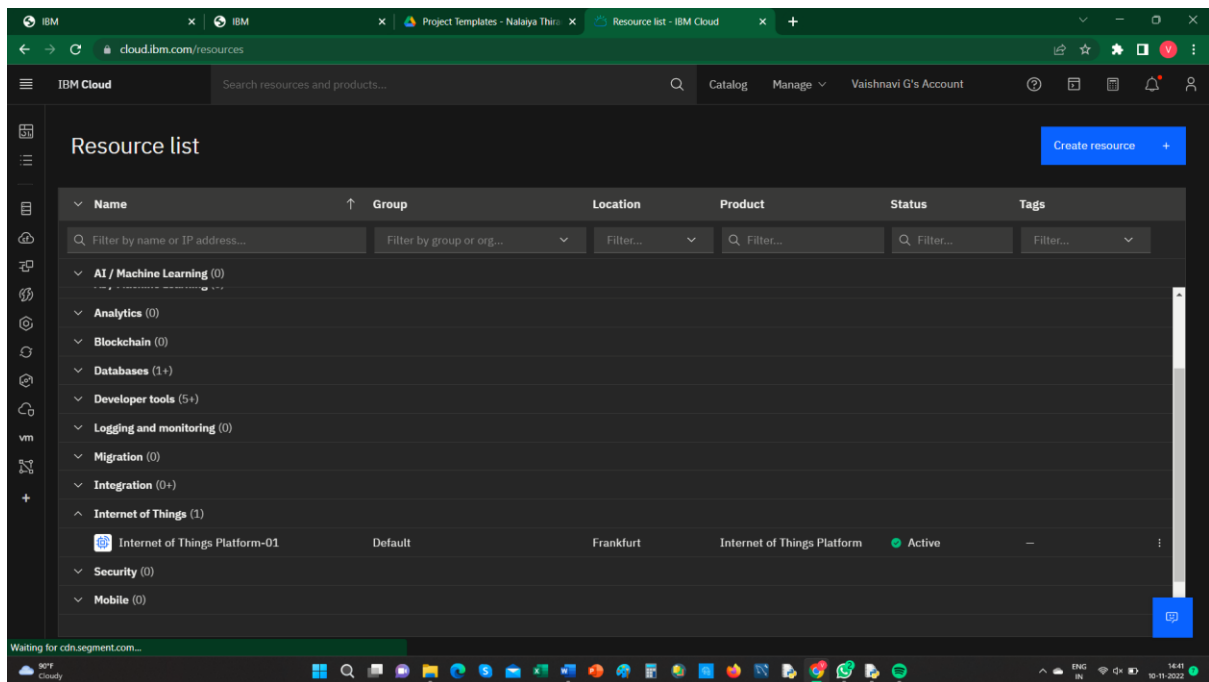 IBM
IBM
Project Templates - Nalaiya Thira
Resource list - IBM Cloud
cloud.ibm.com/resources
V
IBM Cloud
Search resources and products...
Catalog
Manage
Vaishnavi G's Account
Resource list
Create resource +
Name
Group
Location
Product
Status
Tags
Filter by name or IP address...
Filter by group or org...
Filter...
Filter...
Filter...
Filter...
AI / Machine Learning (0)
Analytics (0)
Blockchain (0)
Databases (1+)
Developer tools (5+)
Logging and monitoring (0)
vm
Migration (0)
Integration (0+)
Internet of Things (1)
Internet of Things Platform-01
Default
Frankfurt
Internet of Things Platform
Active
–
Security (0)
Mobile (0)
Waiting for cdn.segment.com...
90°F
Cloudy
ENG
IN
14:41
10-11-2022